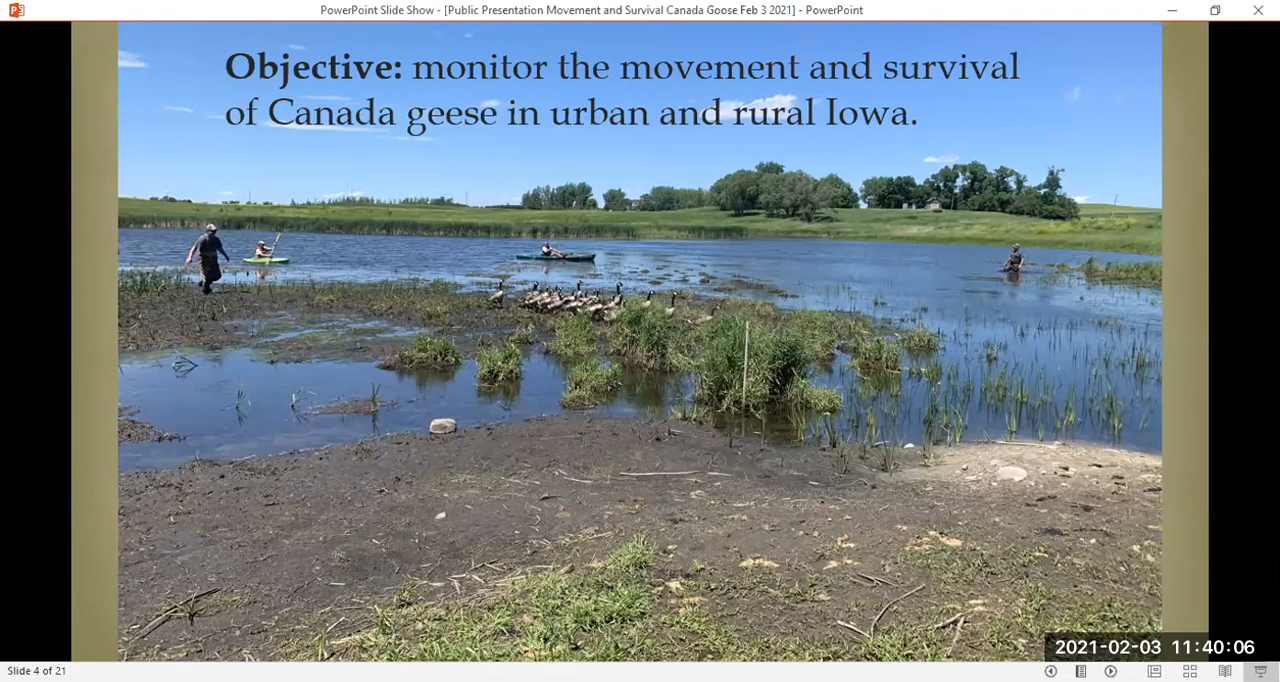 PowerPoint Slide Show - [Public Presentation Movement and Survival Canada Goose Feb 3 2021] - PowerPoint
Objective: monitor the movement and survival
of Canada geese in urban and rural Iowa.
2021-02-03 11:40:06
Slide 4 of 21